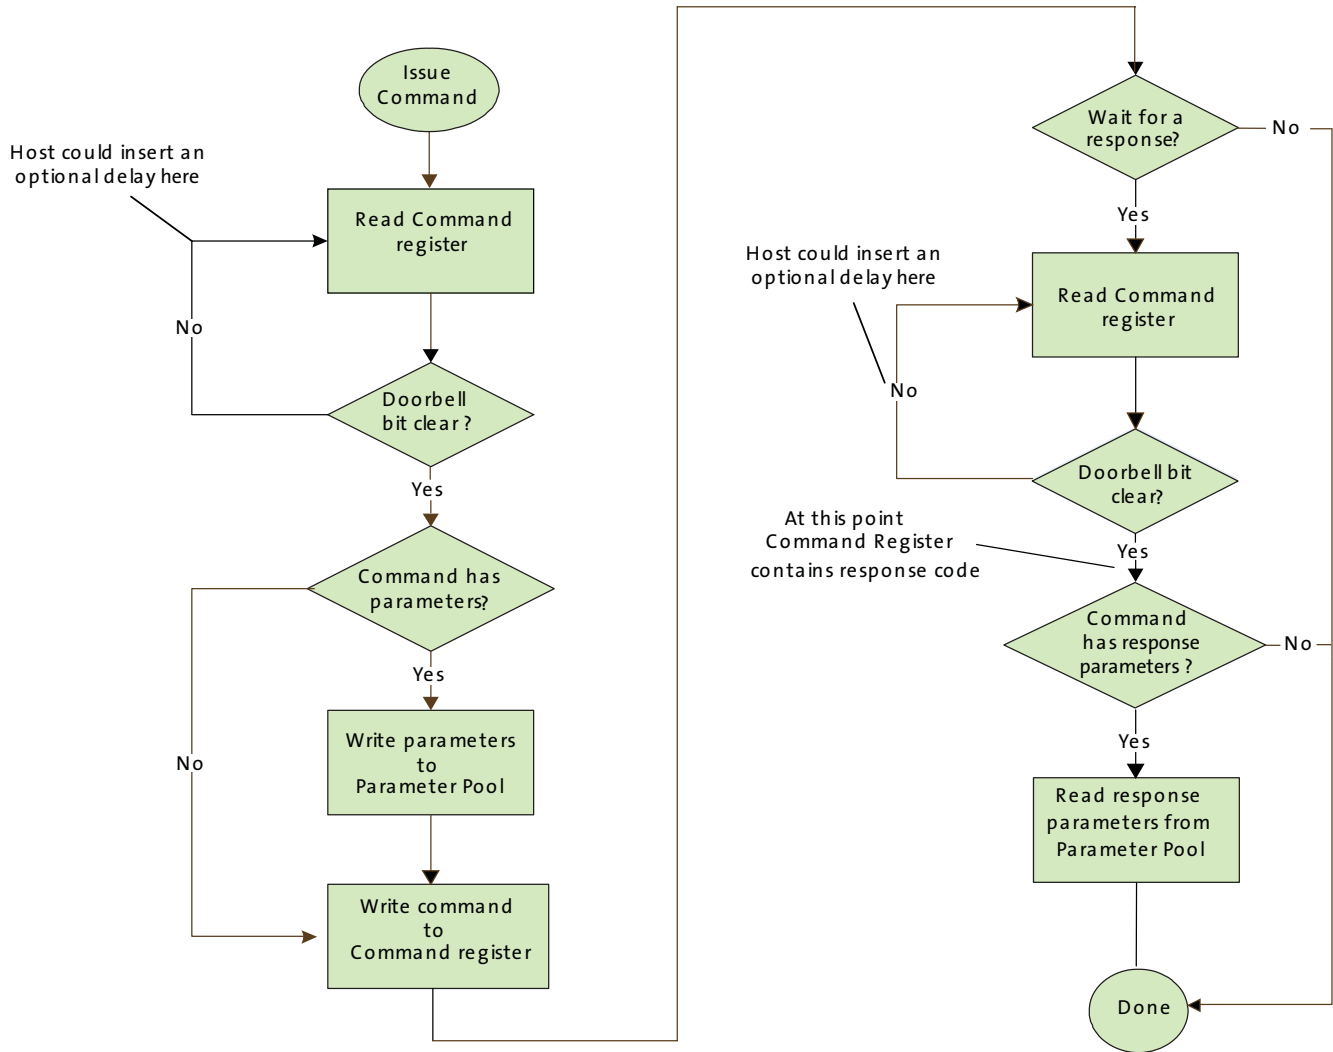 Issue
Command
Host could insert an
optional delay here
Read Command
register
No
Doorbell
bit clear ?
Yes
Command has
parameters?
Yes
Write parameters
to
Parameter Pool
No
Write command
to
Command register
Wait for a
response?
No
Yes
Host could insert an
optional delay here
Read Command
register
No
Doorbell bit
clear?
At this point
Command Register
contains response code
Yes
Command
has response
parameters ?
No
Yes
Read response
parameters from
Parameter Pool
Done